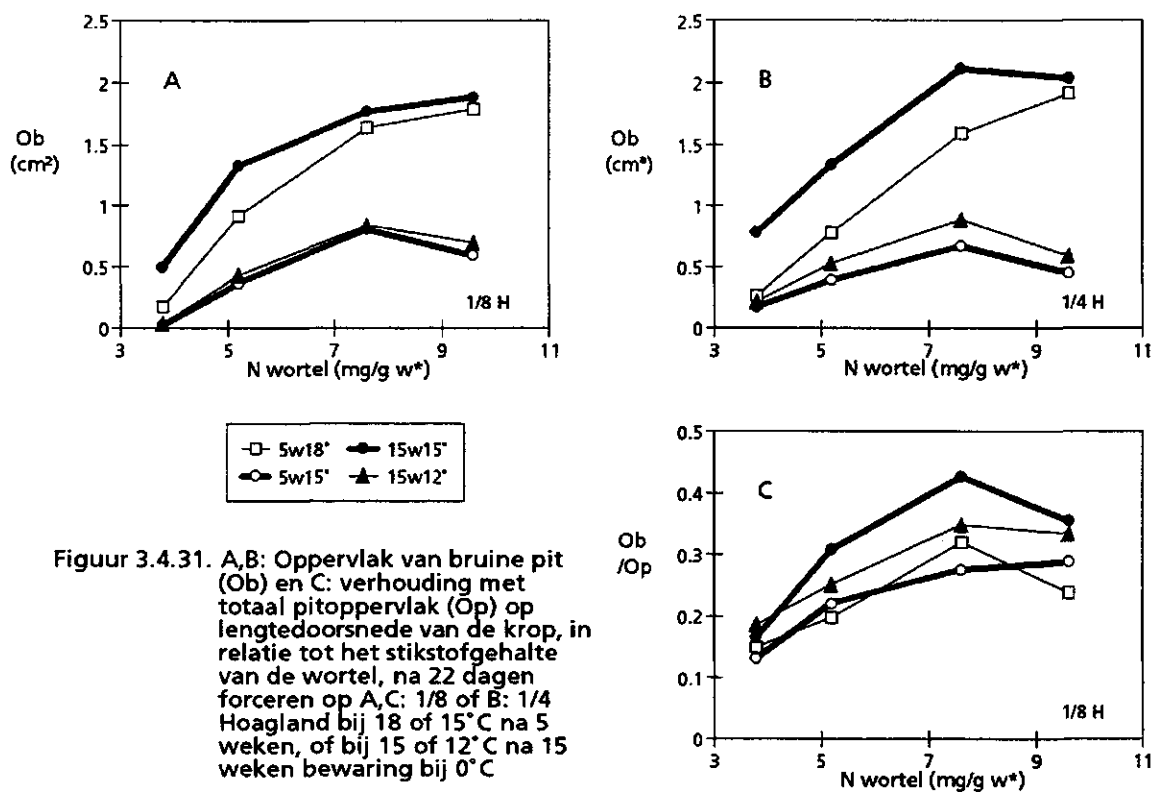 2.5
2
1.5
1
0.5
0
Ob
(cm²)
A
1/8 H
3 5 7 9 11
N wortel (mg/g w*)
2.5
2
1.5
1
0.5
0
Ob
(cm²)
B
1/4 H
3 5 7 9 11
N wortel (mg/g w*)
5w18° 15w15°
5w15° 15w12°
0.5
0.4
0.3
0.2
0.1
0
Ob
/Op
C
1/8 H
3 5 7 9 11
N wortel (mg/g w*)
Figuur 3.4.31. A,B: Oppervlak van bruine pit
(Ob) en C: verhouding met
totaal pitoppervlak (Op) op
lengtedoorsnede van de krop, in
relatie tot het stikstofgehalte
van de wortel, na 22 dagen
forceren op A,C: 1/8 of B: 1/4
Hoagland bij 18 of 15°C na 5
weken, of bij 15 of 12°C na 15
weken bewaring bij 0°C